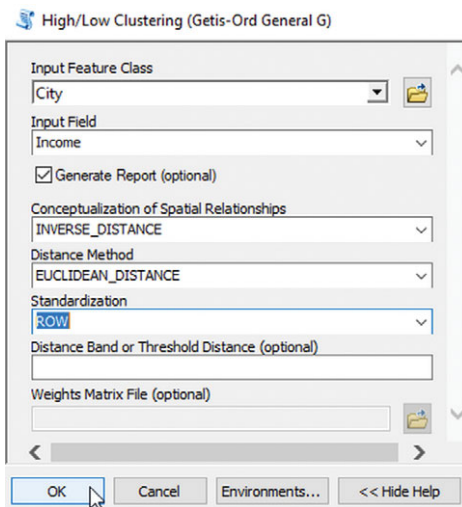 High/Low Clustering (Getis-Ord General G)
Input Feature Class
City
Input Field
Income
Generate Report (optional)
Conceptualization of Spatial Relationships
INVERSE_DISTANCE
Distance Method
EUCLIDEAN_DISTANCE
Standardization
ROW
Distance Band or Threshold Distance (optional)
Weights Matrix File (optional)
OK Cancel Environments... << Hide Help